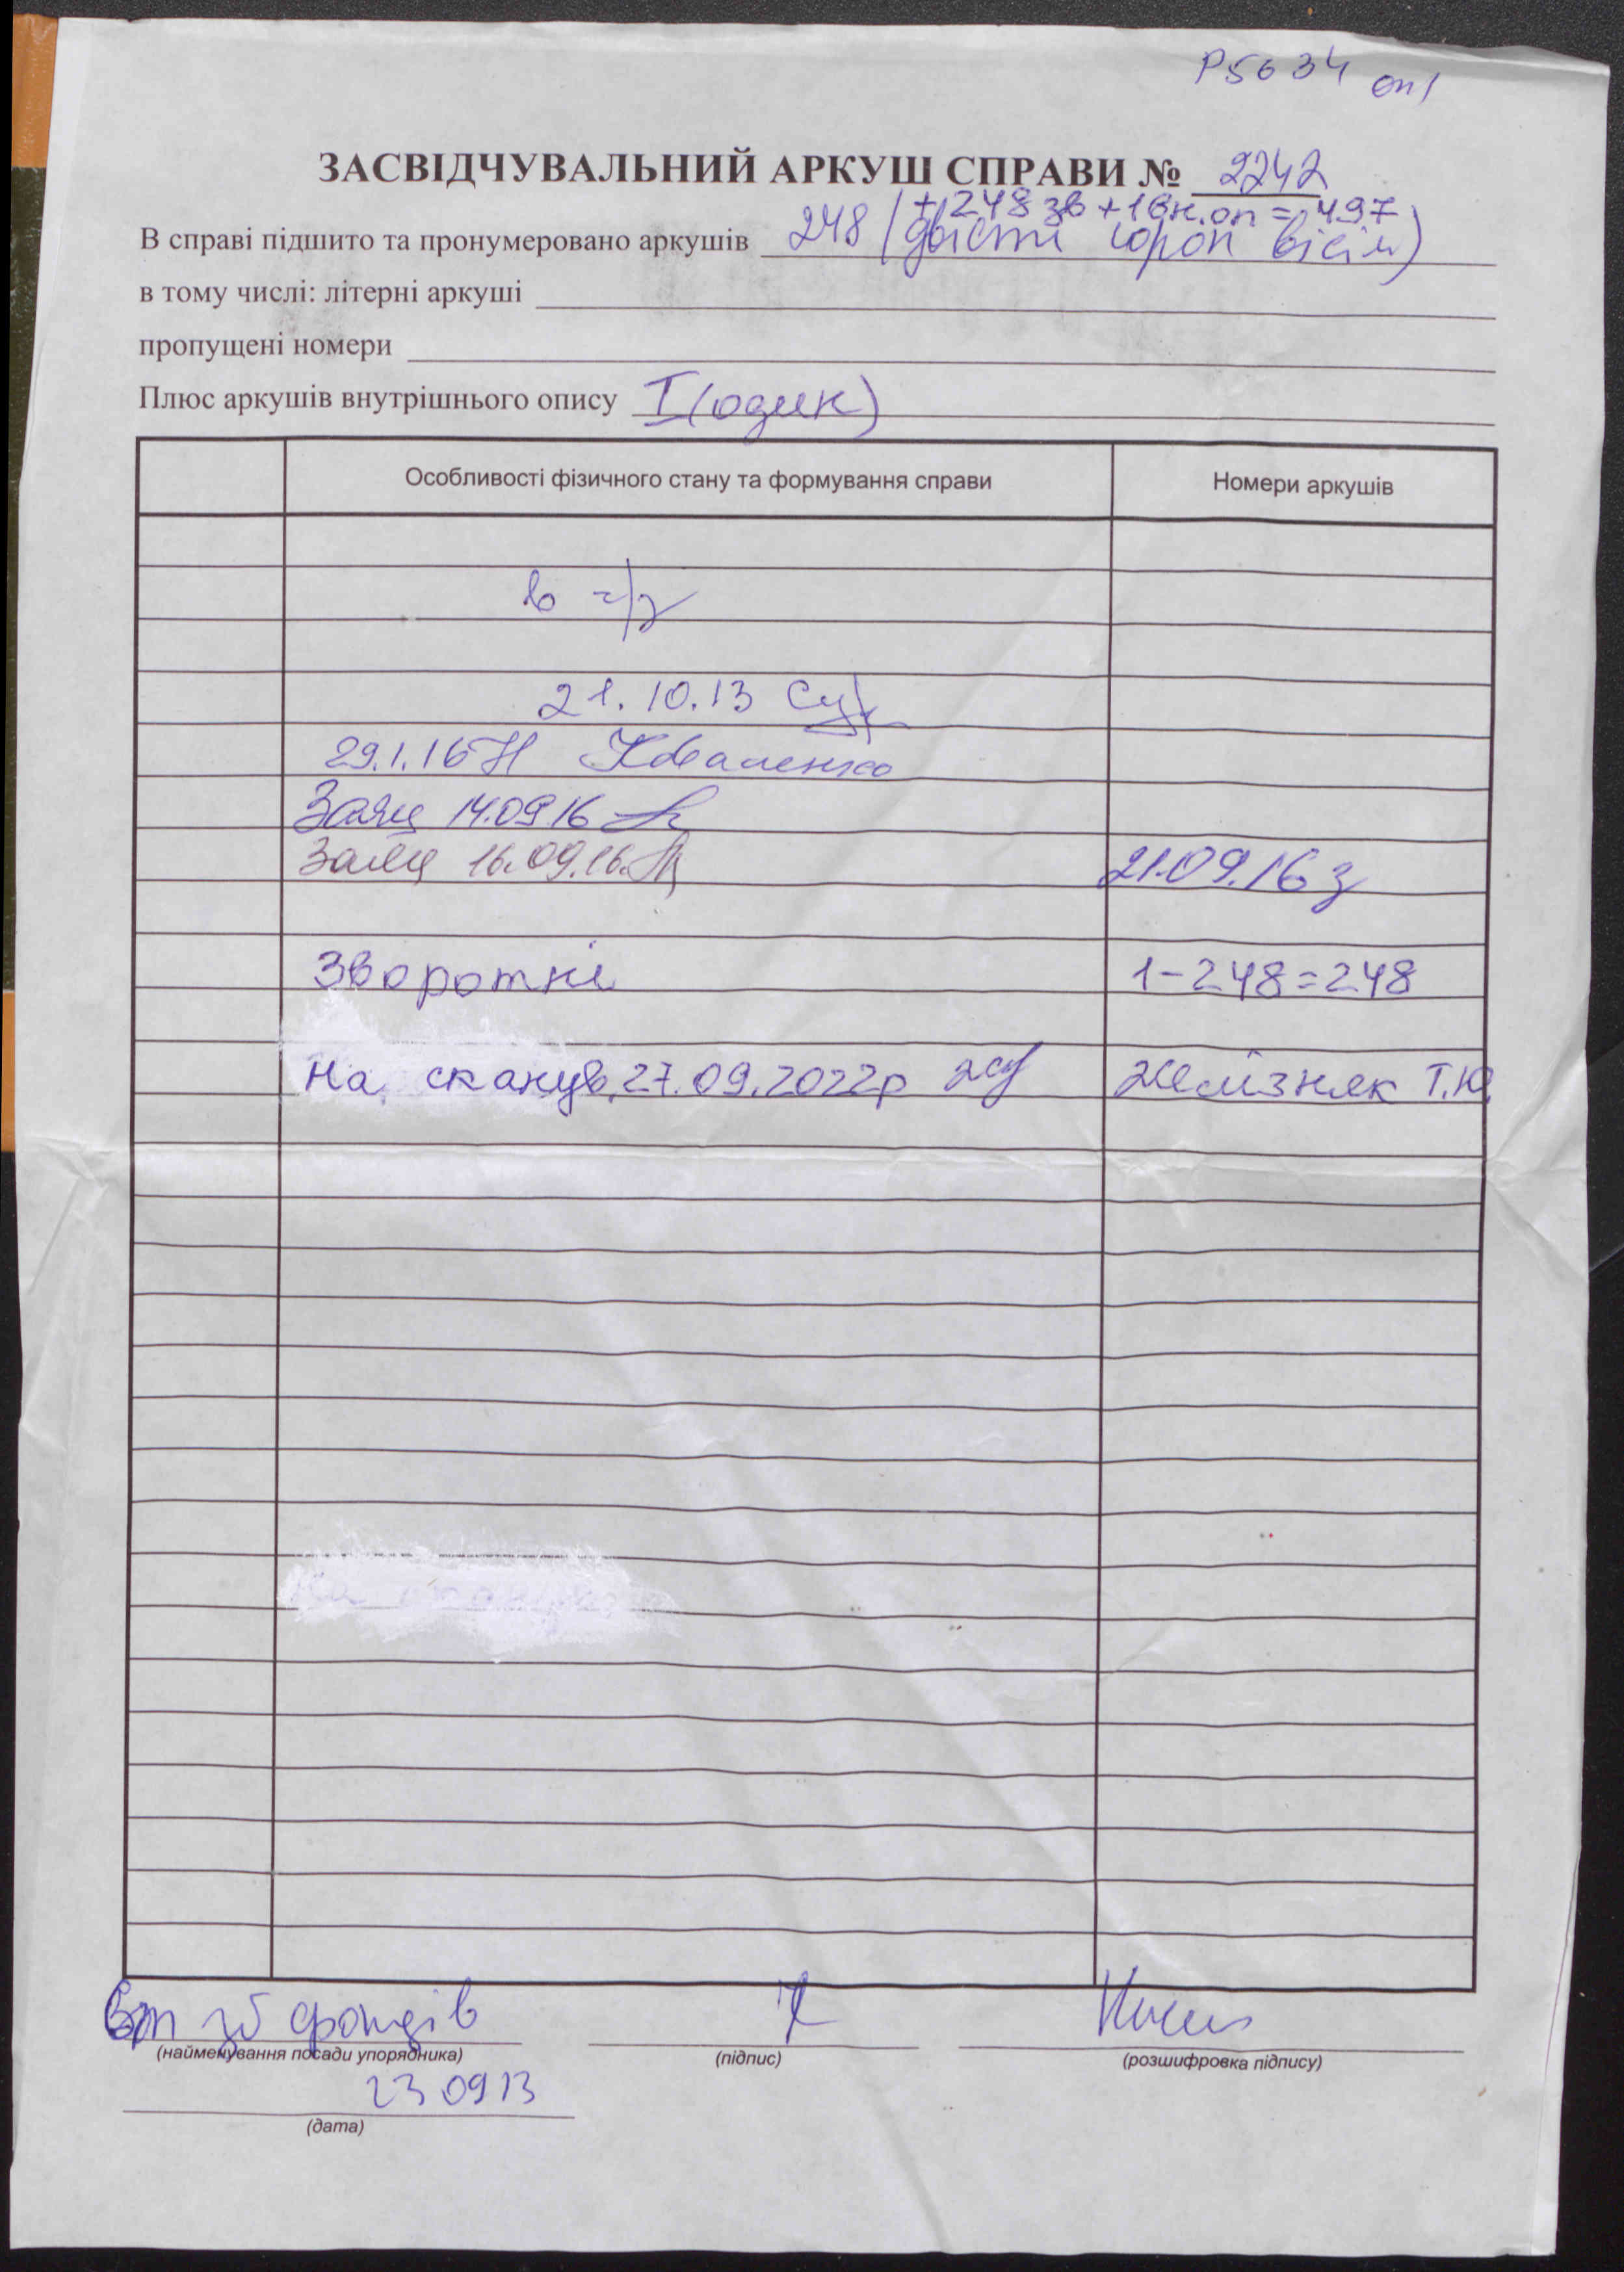 Р5634 оп1
ЗАСВІДЧУВАЛЬНИЙ АРКУШ СПРАВИ № 2242
+ 248 зв + 1 вн. оп = 497
В справі підшито та пронумеровано аркушів 248 (двісті сорок вісім)
в тому числі: літерні аркуші
пропущені номери
Плюс аркушів внутрішнього опису I (один)
Особливості фізичного стану та формування справи Номери аркушів
в ч/з
21.10.13
29.1.16 Коваленко
Заяц 14.09.16
Заяц 16.09.16 21.09.16 з
Зворотні 1-248=248
На сканув. 27.09.2022р Желізняк Т.Ю.
На сканув
зб фондів
(найменування посади упорядника) (підпис) (розшифровка підпису)
23 09 13
(дата)